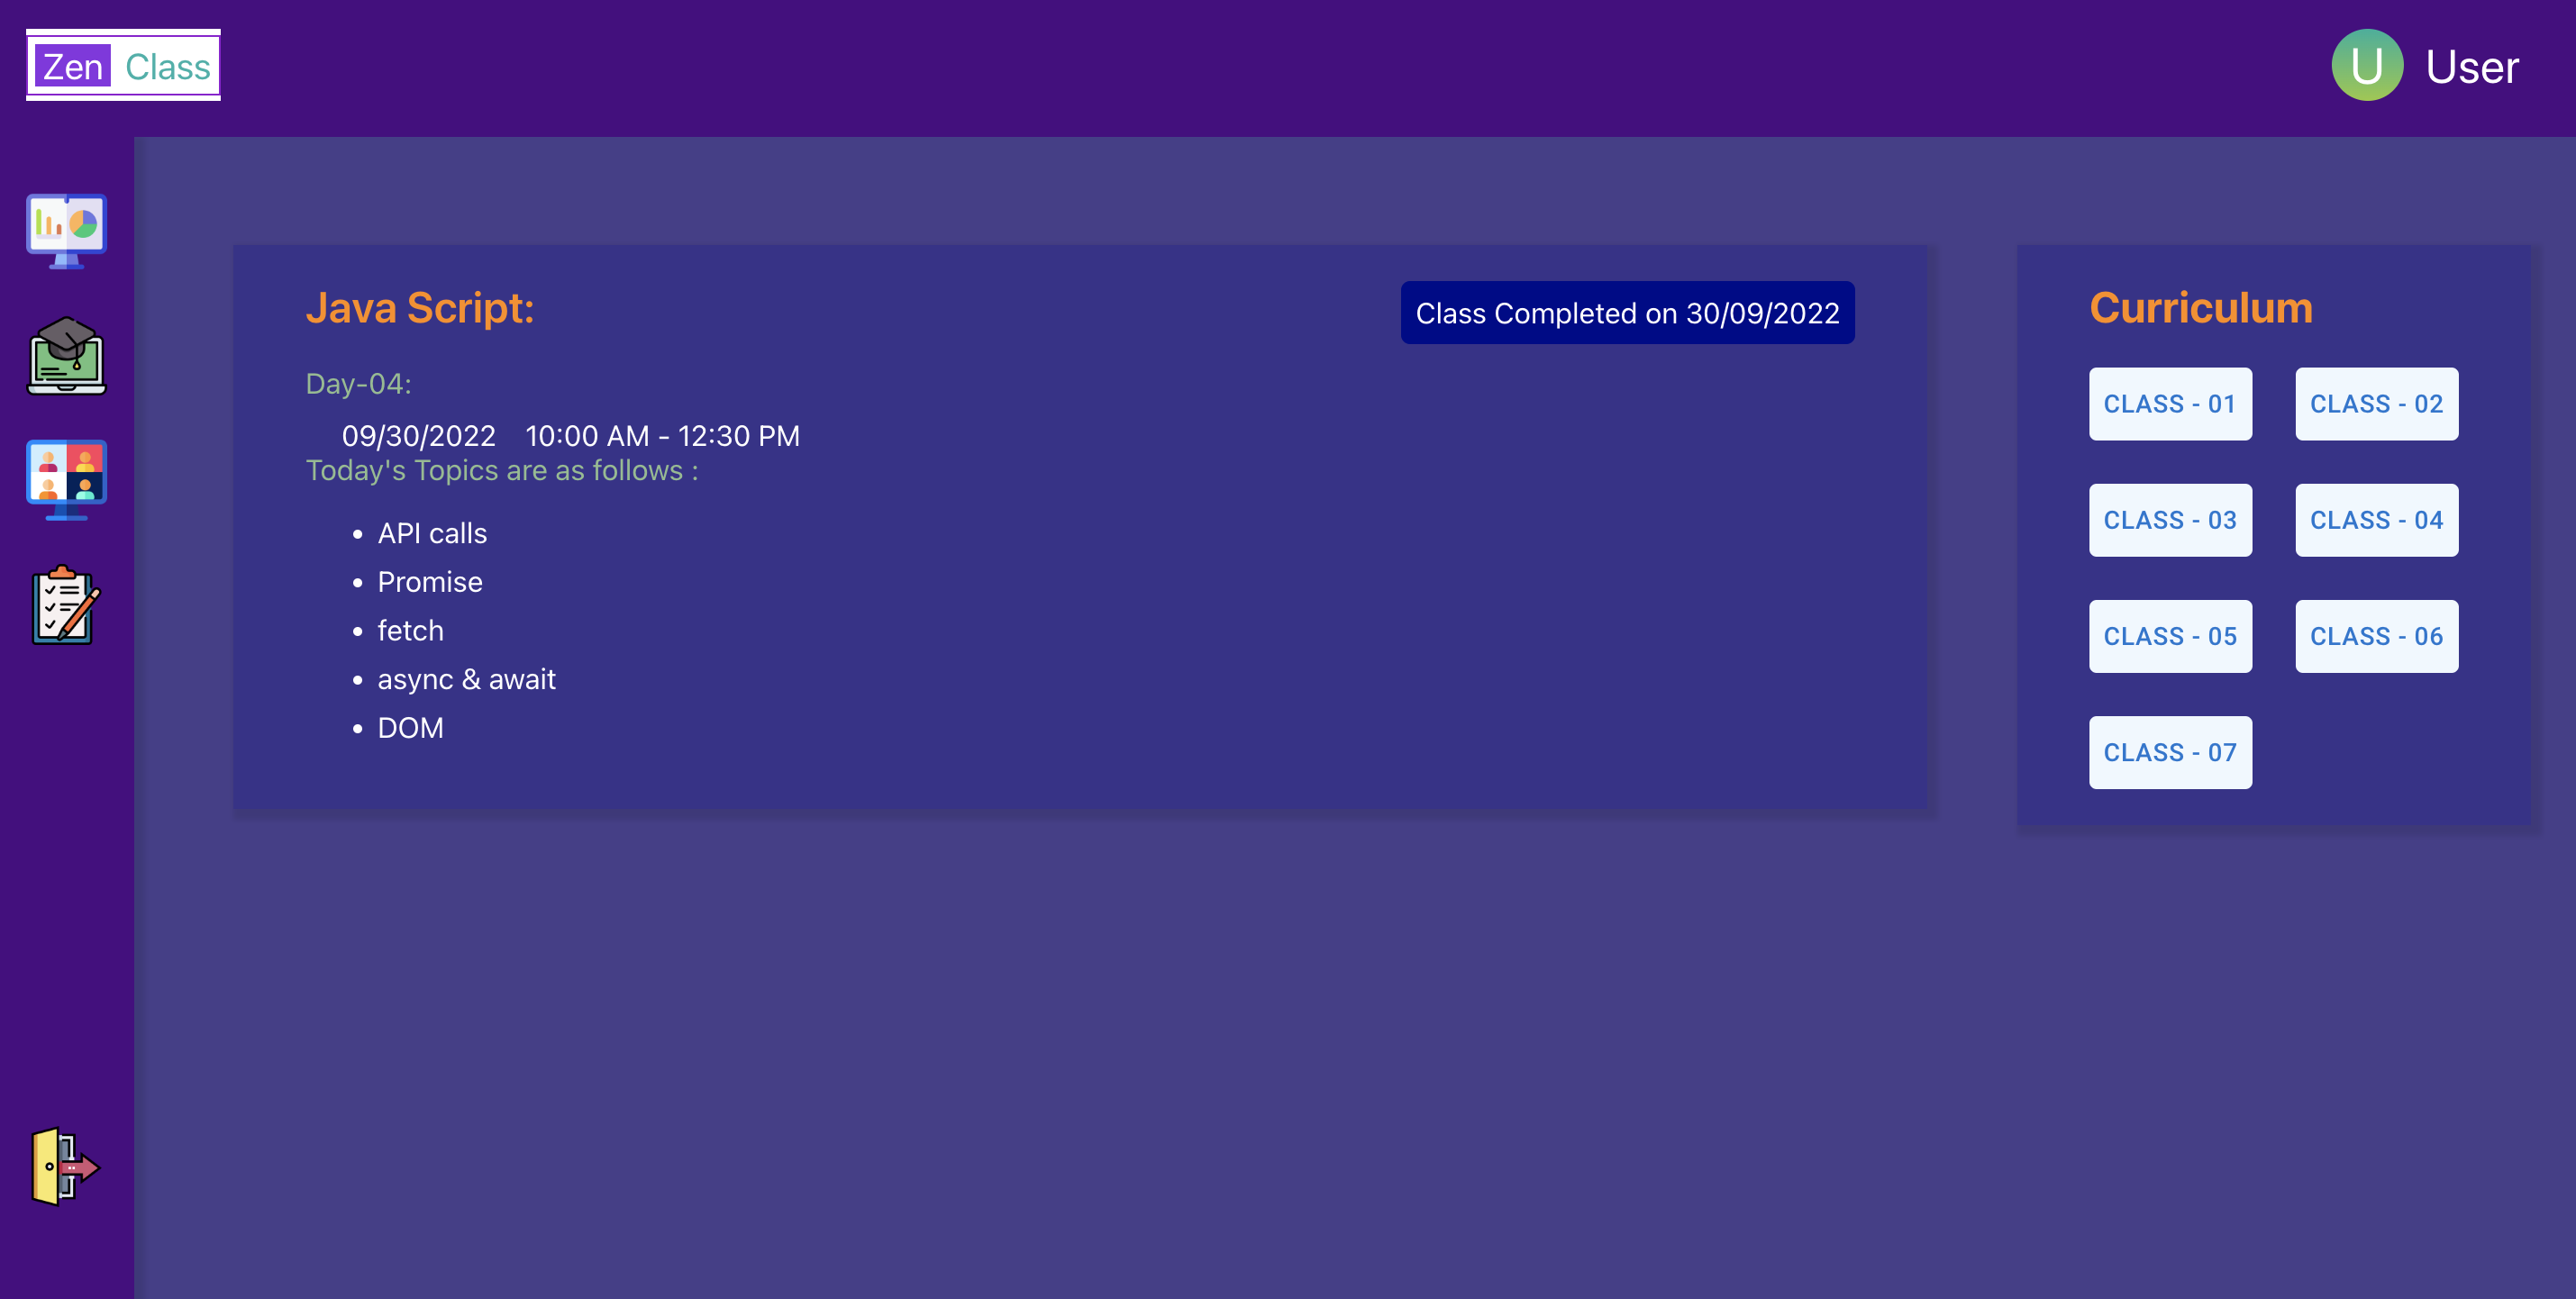 Zen Class
U User
Java Script:
Class Completed on 30/09/2022
Day-04:
09/30/2022 10:00 AM - 12:30 PM
Today's Topics are as follows :
• API calls
• Promise
• fetch
• async & await
• DOM
Curriculum
CLASS - 01 CLASS - 02
CLASS - 03 CLASS - 04
CLASS - 05 CLASS - 06
CLASS - 07